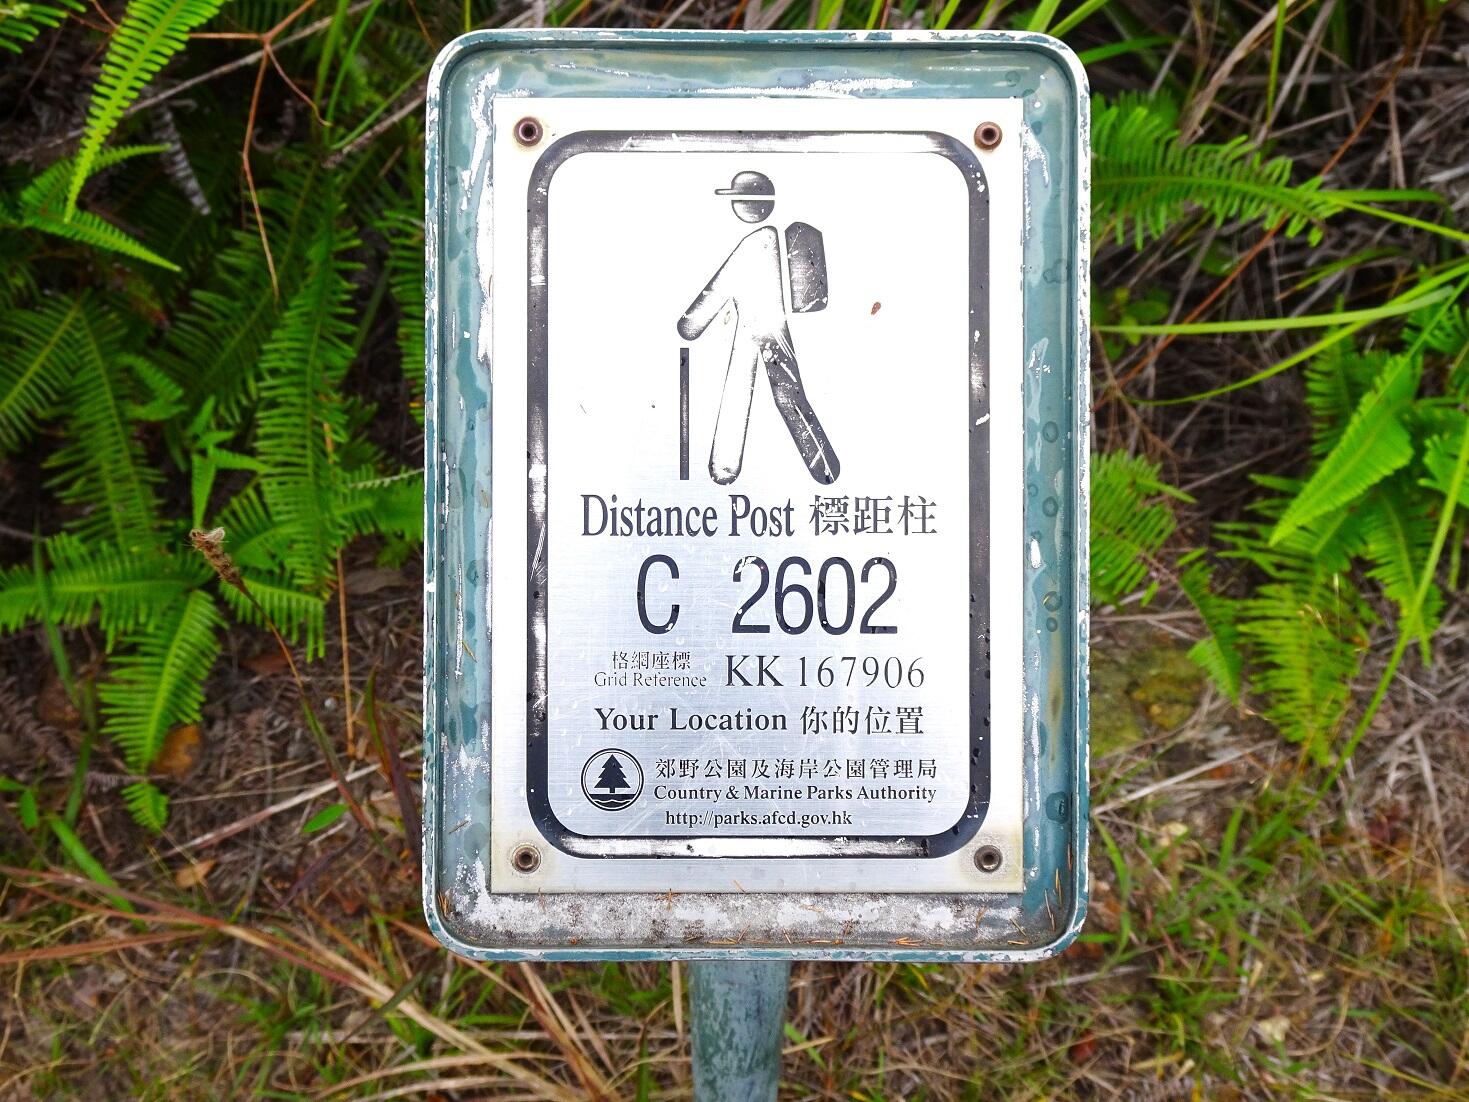 Distance Post 標距柱
C 2602
格網座標
Grid Reference KK 167906
Your Location 你的位置
郊野公園及海岸公園管理局
Country & Marine Parks Authority
http://parks.afcd.gov.hk